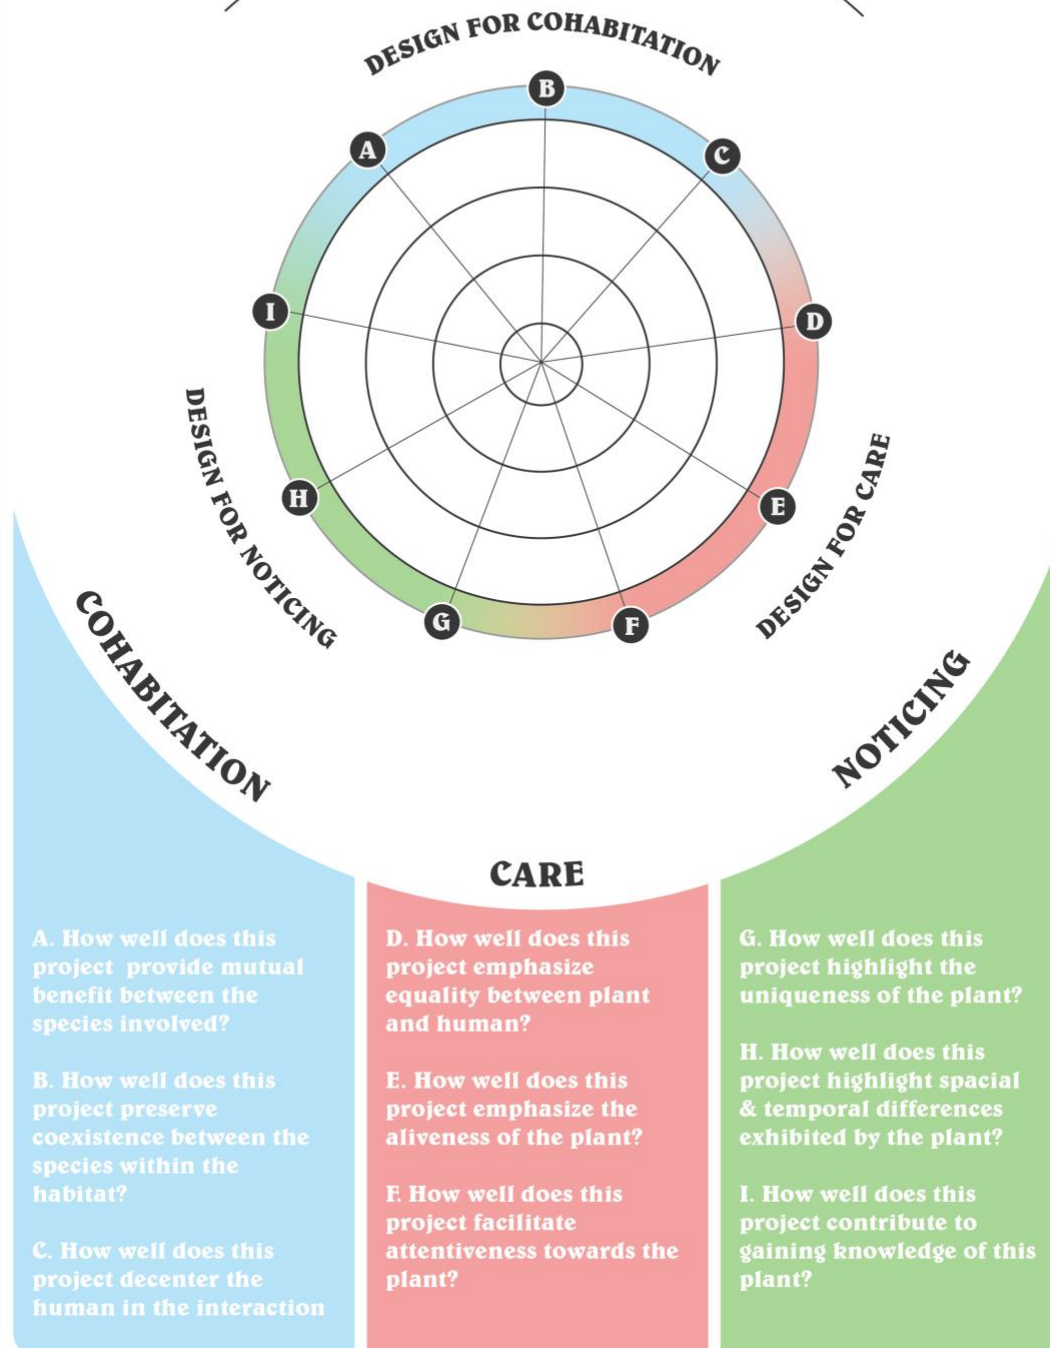 DESIGN FOR COHABITATION
B
A
C
I
D
H
E
G
F
DESIGN FOR NOTICING
DESIGN FOR CARE
COHABITATION
NOTICING
CARE
A. How well does this
project  provide mutual
benefit between the
species involved?
B. How well does this
project preserve
coexistence between the
species within the
habitat?
C. How well does this
project decenter the
human in the interaction
D. How well does this
project emphasize
equality between plant
and human?
E. How well does this
project emphasize the
aliveness of the plant?
F. How well does this
project facilitate
attentiveness towards the
plant?
G. How well does this
project highlight the
uniqueness of the plant?
H. How well does this
project highlight spacial
& temporal differences
exhibited by the plant?
I. How well does this
project contribute to
gaining knowledge of this
plant?